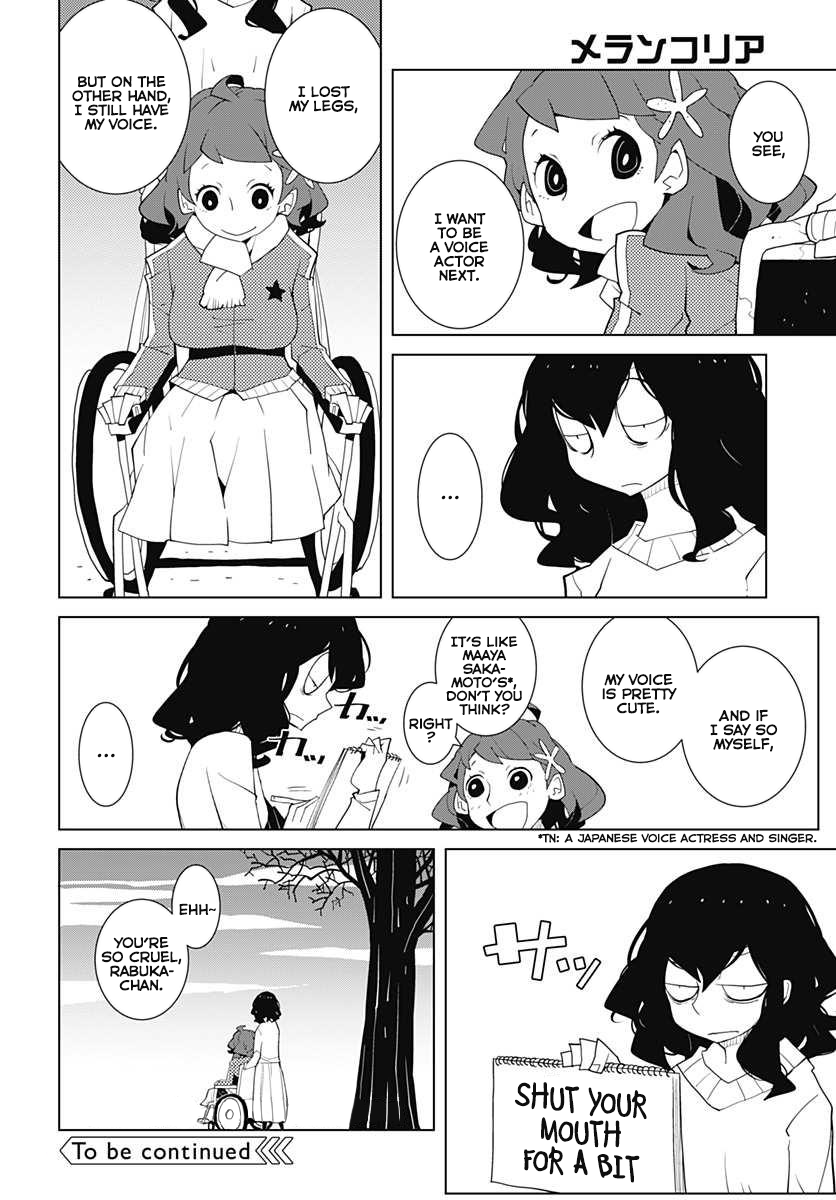 メランコリア
YOU
SEE,
I WANT
TO BE
A VOICE
ACTOR
NEXT.
I LOST
MY LEGS,
BUT ON THE
OTHER HAND,
I STILL HAVE
MY VOICE.
...
AND IF
I SAY SO
MYSELF,
MY VOICE
IS PRETTY
CUTE.
IT'S LIKE
MAAYA
SAKA-
MOTO'S*,
DON'T YOU
THINK?
RIGHT
?
カッ
カッ
...
*TN: A JAPANESE VOICE ACTRESS AND SINGER.
サッ
SHUT YOUR
MOUTH
FOR A BIT
EHH~
YOU'RE
SO CRUEL,
RABUKA-
CHAN.
To be continued